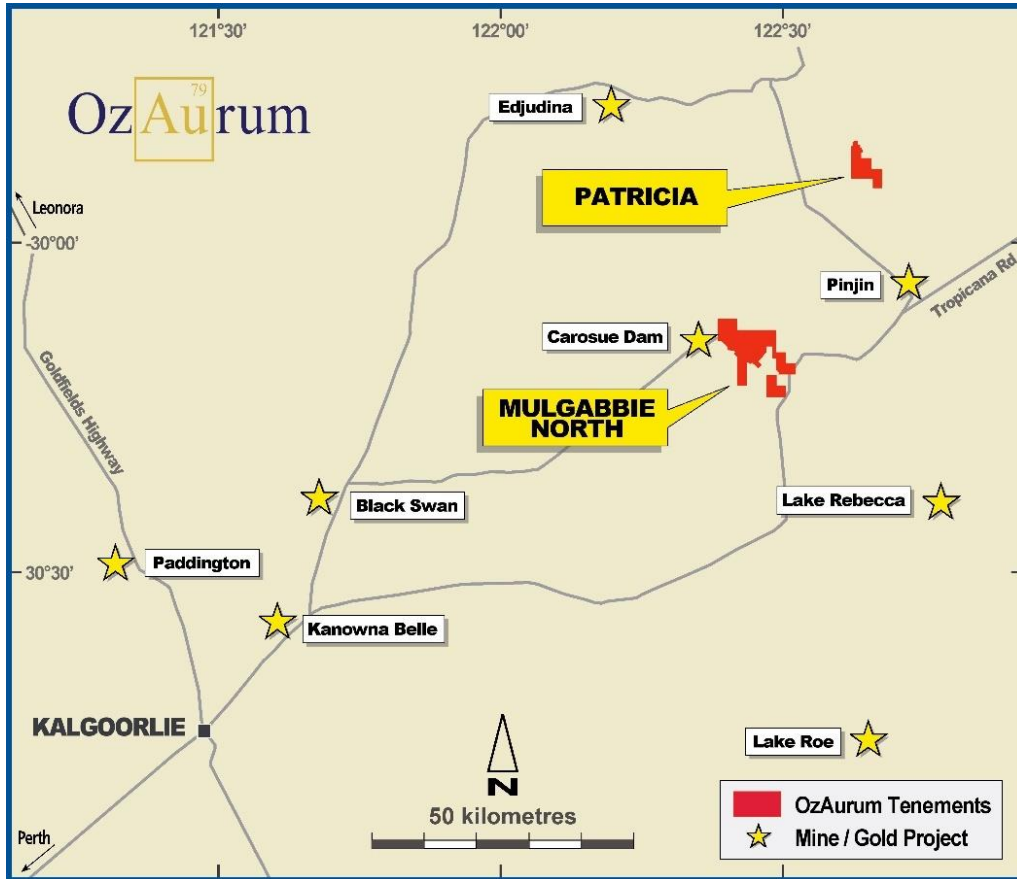 121°30’
122°00’
122°30’
79
OzAurum
Edjudina
PATRICIA
Leonora
-30°00’
Pinjin
Tropicana Rd
Carosue Dam
Goldfields Highway
MULGABBIE
NORTH
Black Swan
Lake Rebecca
Paddington
30°30’
Kanowna Belle
KALGOORLIE
Lake Roe
N
50 kilometres
OzAurum Tenements
Mine / Gold Project
Perth